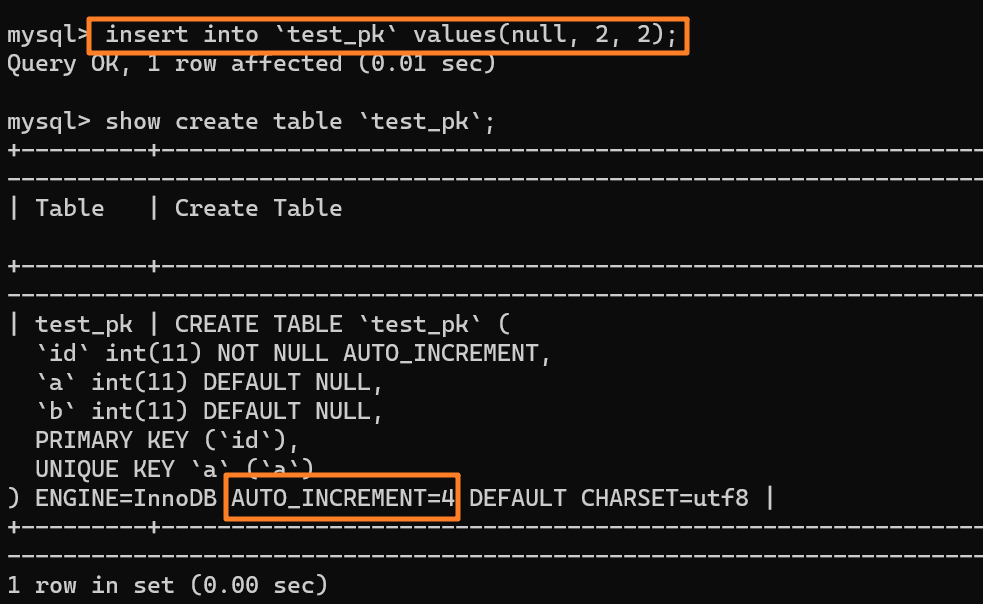 mysql> insert into `test_pk` values(null, 2, 2);
Query OK, 1 row affected (0.01 sec)
mysql> show create table `test_pk`;
+---------+-----------------------------------------------------------
----------------------------------------------------------------------
| Table   | Create Table
+---------+-----------------------------------------------------------
----------------------------------------------------------------------
| test_pk | CREATE TABLE `test_pk` (
  `id` int(11) NOT NULL AUTO_INCREMENT,
  `a` int(11) DEFAULT NULL,
  `b` int(11) DEFAULT NULL,
  PRIMARY KEY (`id`),
  UNIQUE KEY `a` (`a`)
) ENGINE=InnoDB AUTO_INCREMENT=4 DEFAULT CHARSET=utf8 |
+---------+-----------------------------------------------------------
----------------------------------------------------------------------
1 row in set (0.00 sec)